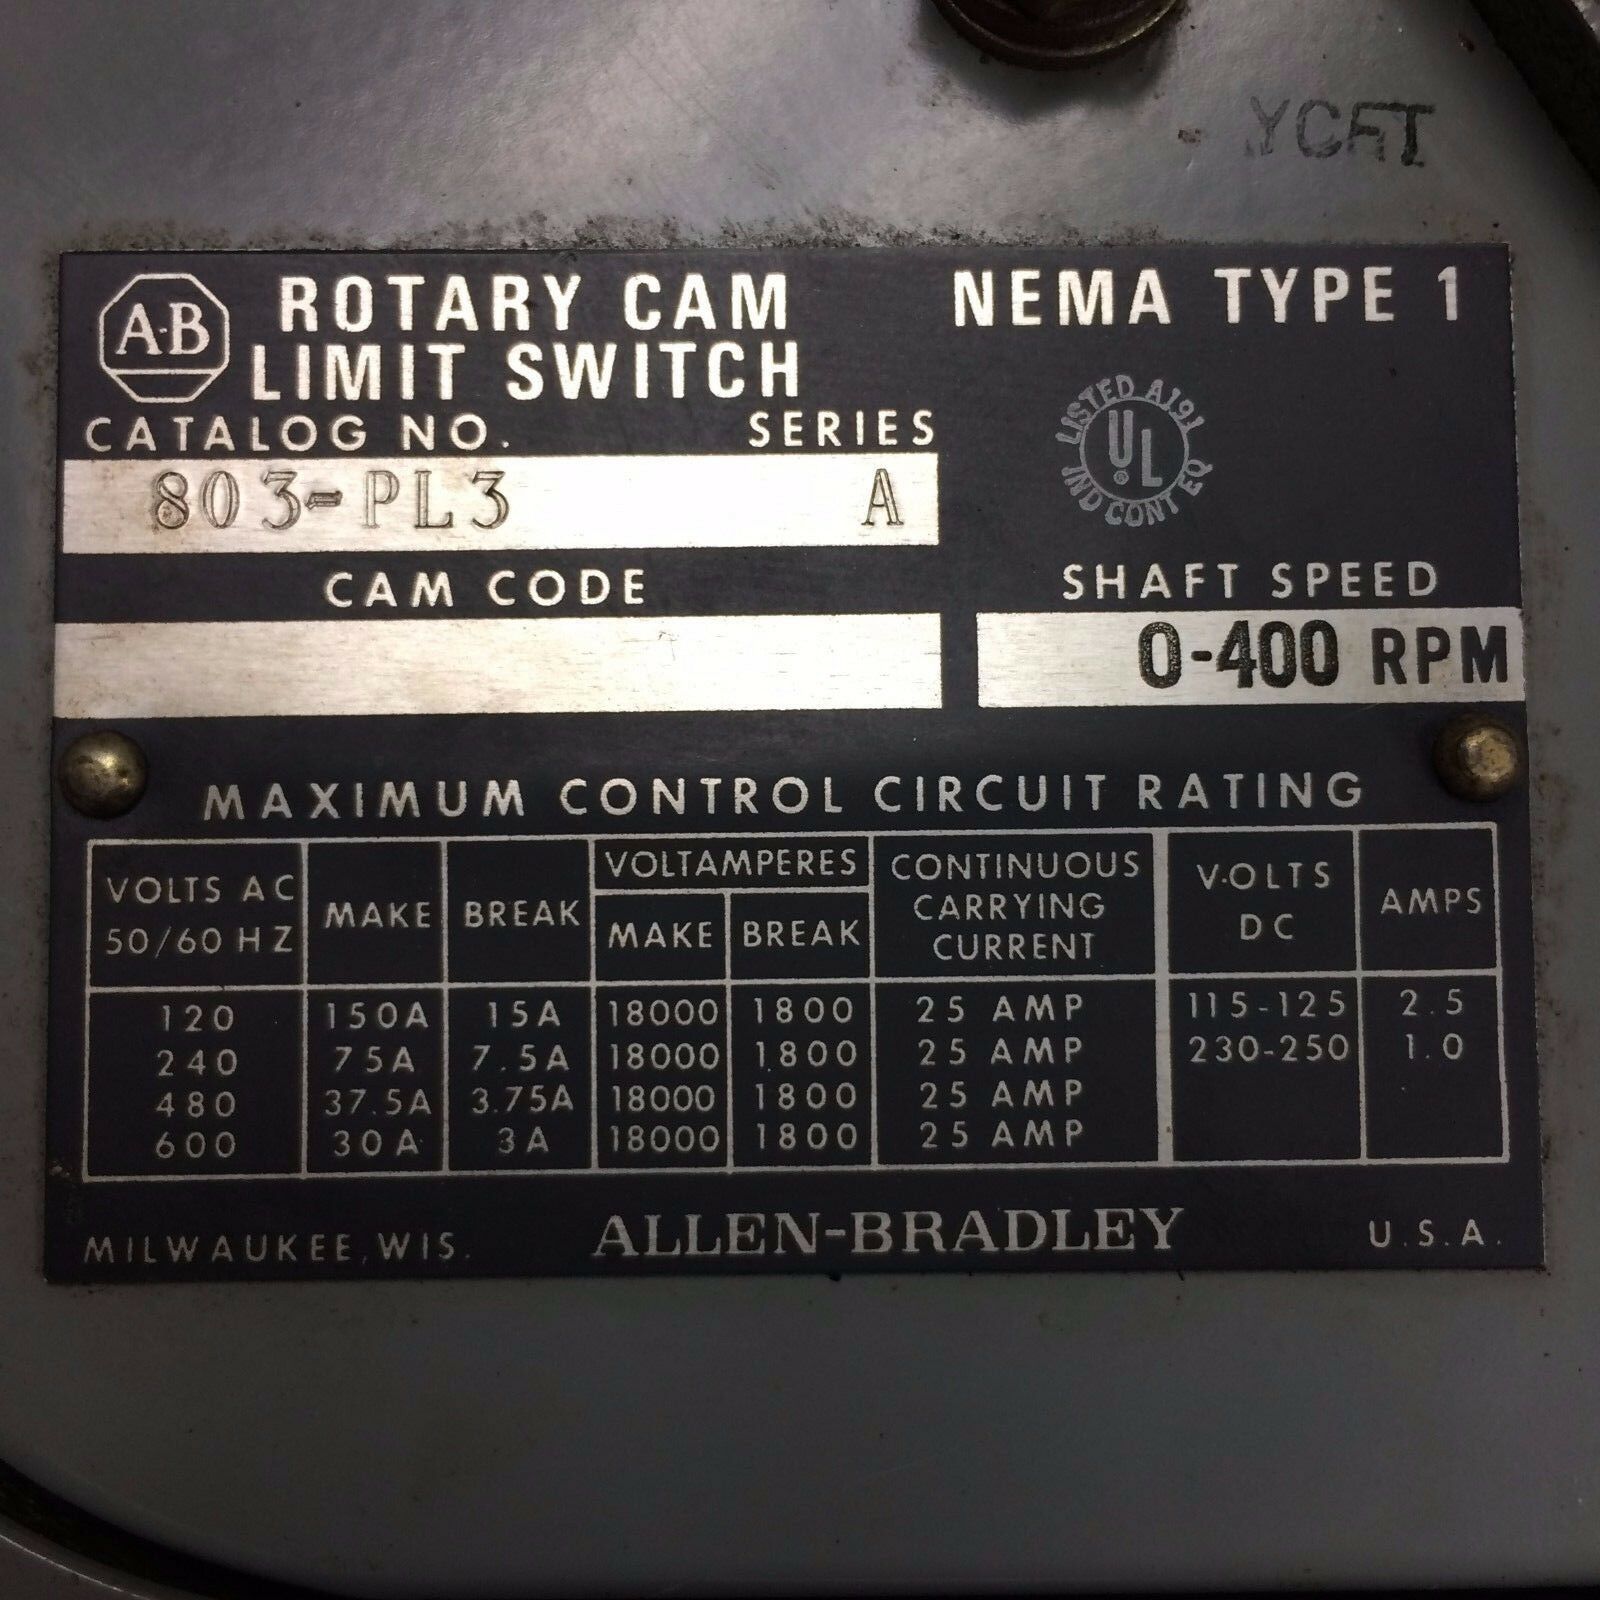 YCFT
A-B
ROTARY CAM
LIMIT SWITCH
NEMA TYPE 1
LISTED A191
UL
®
IND CONT EQ
CATALOG NO. SERIES
803-PL3 A
CAM CODE
SHAFT SPEED
0-400 RPM
MAXIMUM CONTROL CIRCUIT RATING
VOLTS AC
50/60 HZ
MAKE
BREAK
VOLTAMPERES
MAKE BREAK
CONTINUOUS
CARRYING
CURRENT
V.OLTS
DC
AMPS
120 150A 15A 18000 1800 25 AMP 115-125 2.5
240 75A 7.5A 18000 1800 25 AMP 230-250 1.0
480 37.5A 3.75A 18000 1800 25 AMP
600 30A 3A 18000 1800 25 AMP
MILWAUKEE, WIS. ALLEN-BRADLEY U.S.A.